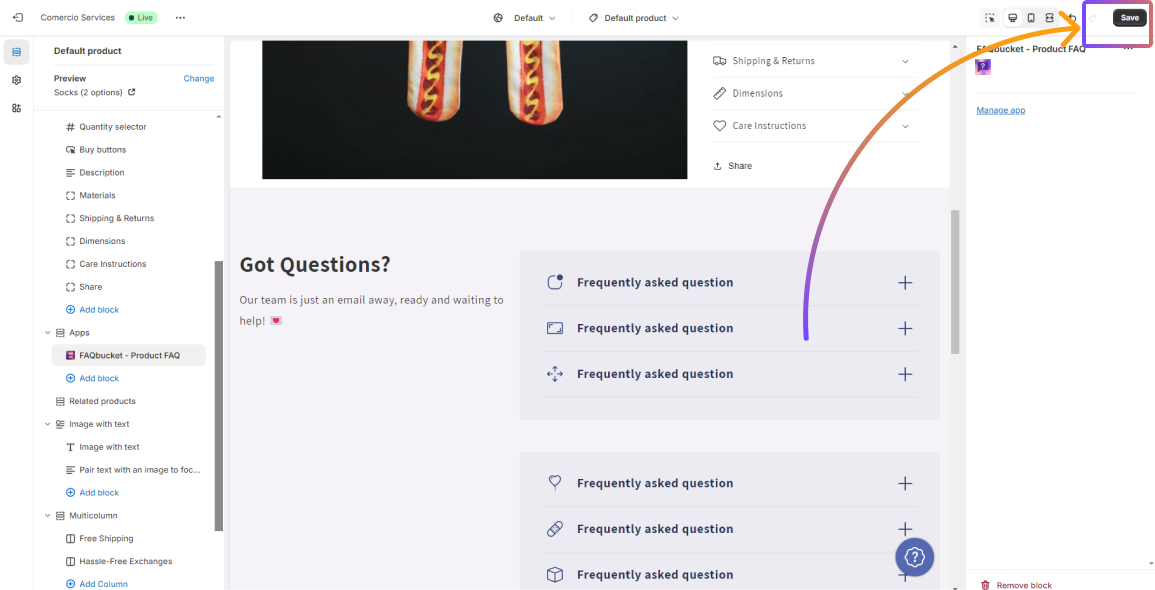 Comercio Services
Live
Default
Default product
Save
Default product
Preview
Change
Socks (2 options)
Quantity selector
Buy buttons
Description
Materials
Shipping & Returns
Dimensions
Care Instructions
Share
Add block
Apps
FAQbucket - Product FAQ
Add block
Related products
Image with text
Image with text
Pair text with an image to foc...
Add block
Multicolumn
Free Shipping
Hassle-Free Exchanges
Add Column
Shipping & Returns
Dimensions
Care Instructions
Share
Got Questions?
Our team is just an email away, ready and waiting to
help! 💌
Frequently asked question
Frequently asked question
Frequently asked question
Frequently asked question
Frequently asked question
Frequently asked question
FAQbucket - Product FAQ
Manage app
Remove block